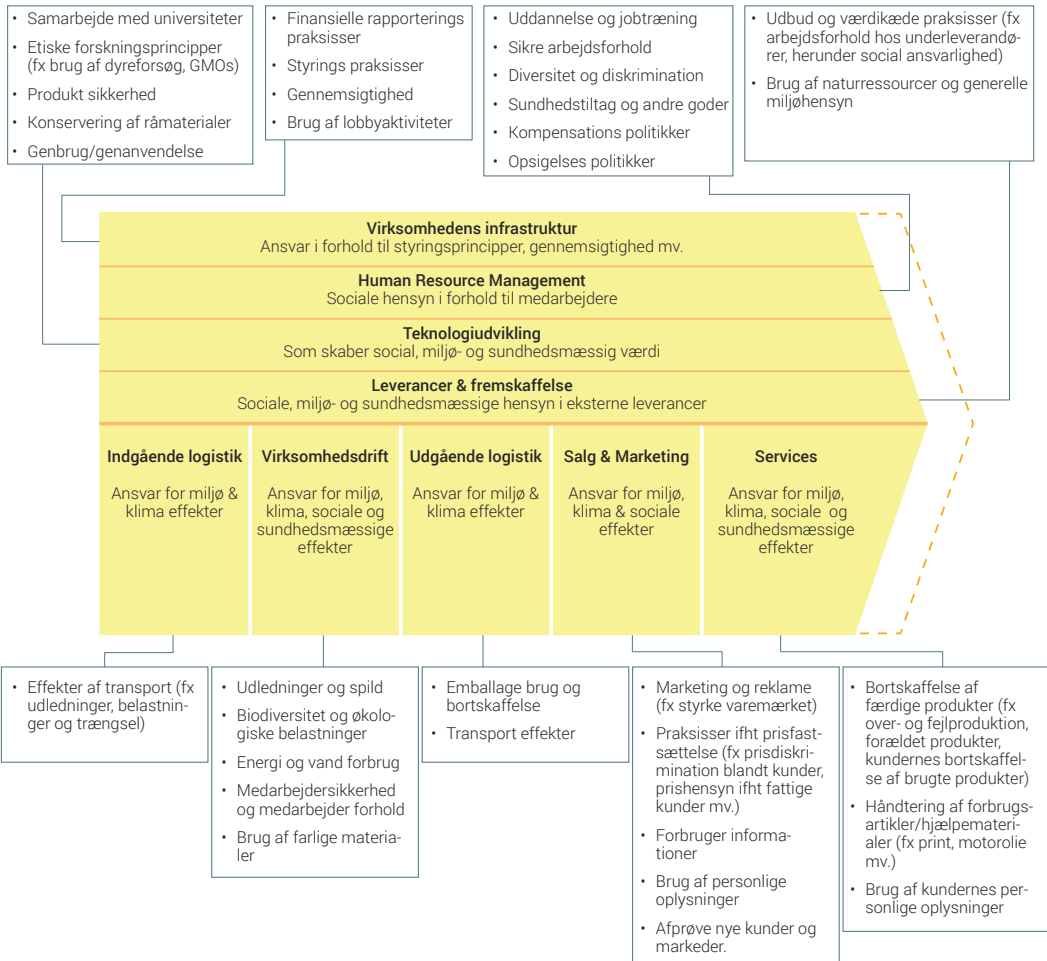 • Samarbejde med universiteter
• Etiske forskningsprincipper
(fx brug af dyreforsøg, GMOs)
• Produkt sikkerhed
• Konservering af råmaterialer
• Genbrug/genanvendelse
• Finansielle rapporterings
praksisser
• Styrings praksisser
• Gennemsigtighed
• Brug af lobbyaktiviteter
• Uddannelse og jobtræning
• Sikre arbejdsforhold
• Diversitet og diskrimination
• Sundhedstiltag og andre goder
• Kompensations politikker
• Opsigelses politikker
• Udbud og værdikæde praksisser (fx
arbejdsforhold hos underleverandø-
rer, herunder social ansvarlighed)
• Brug af naturressourcer og generelle
miljøhensyn
Virksomhedens infrastruktur
Ansvar i forhold til styringsprincipper, gennemsigtighed mv.
Human Resource Management
Sociale hensyn i forhold til medarbejdere
Teknologiudvikling
Som skaber social, miljø- og sundhedsmæssig værdi
Leverancer & fremskaffelse
Sociale, miljø- og sundhedsmæssige hensyn i eksterne leverancer
Indgående logistik
Ansvar for miljø &
klima effekter
Virksomhedsdrift
Ansvar for miljø,
klima, sociale og
sundhedsmæssige
effekter
Udgående logistik
Ansvar for miljø &
klima effekter
Salg & Marketing
Ansvar for miljø,
klima & sociale
effekter
Services
Ansvar for miljø,
klima, sociale og
sundhedsmæssige
effekter
• Effekter af transport (fx
udledninger, belastnin-
ger og trængsel)
• Udledninger og spild
• Biodiversitet og økolo-
giske belastninger
• Energi og vand forbrug
• Medarbejdersikkerhed
og medarbejder forhold
• Brug af farlige materia-
ler
• Emballage brug og
bortskaffelse
• Transport effekter
• Marketing og reklame
(fx styrke varemærket)
• Praksisser ifht prisfast-
sættelse (fx prisdiskri-
mination blandt kunder,
prishensyn ifht fattige
kunder mv.)
• Forbruger informa-
tioner
• Brug af personlige
oplysninger
• Afprøve nye kunder og
markeder.
• Bortskaffelse af
færdige produkter (fx
over- og fejlproduktion,
forældet produkter,
kundernes bortskaffel-
se af brugte produkter)
• Håndtering af forbrugs-
artikler/hjælpemateri-
aler (fx print, motorolie
mv.)
• Brug af kundernes per-
sonlige oplysninger